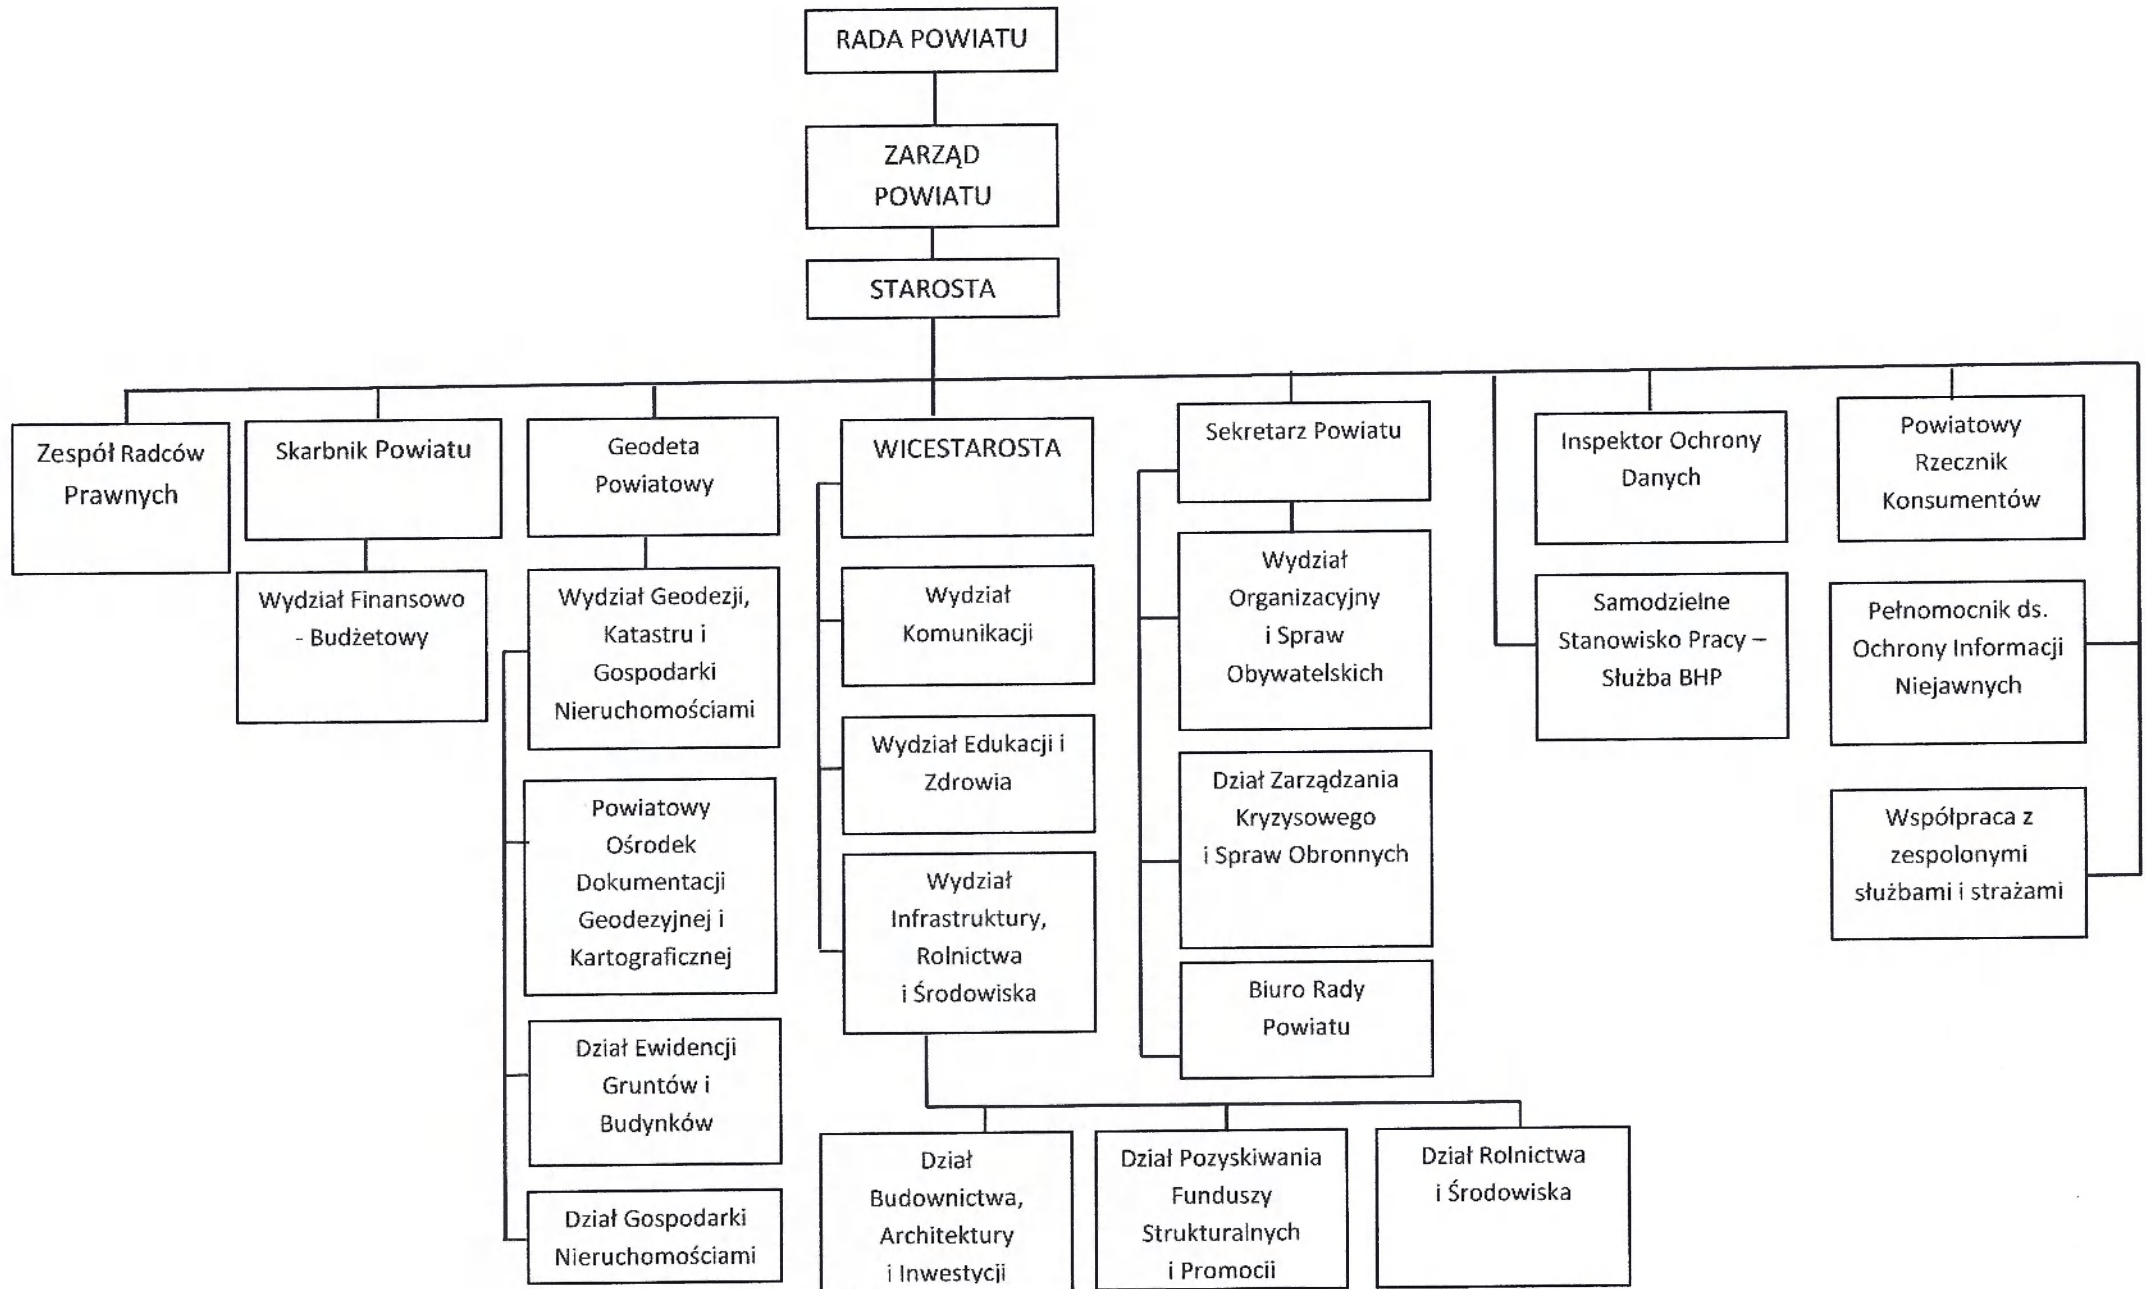 RADA POWIATU
ZARZĄD
POWIATU
STAROSTA
Zespół Radców
Prawnych
Skarbnik Powiatu
Wydział Finansowo
- Budżetowy
Geodeta
Powiatowy
Wydział Geodezji,
Katastru i
Gospodarki
Nieruchomościami
Powiatowy
Ośrodek
Dokumentacji
Geodezyjnej i
Kartograficznej
Dział Ewidencji
Gruntów i
Budynków
Dział Gospodarki
Nieruchomościami
WICESTAROSTA
Wydział
Komunikacji
Wydział Edukacji i
Zdrowia
Wydział
Infrastruktury,
Rolnictwa
i Środowiska
Dział
Budownictwa,
Architektury
i Inwestycji
Dział Pozyskiwania
Funduszy
Strukturalnych
i Promocji
Dział Rolnictwa
i Środowiska
Sekretarz Powiatu
Wydział
Organizacyjny
i Spraw
Obywatelskich
Dział Zarządzania
Kryzysowego
i Spraw Obronnych
Biuro Rady
Powiatu
Inspektor Ochrony
Danych
Samodzielne
Stanowisko Pracy –
Służba BHP
Powiatowy
Rzecznik
Konsumentów
Pełnomocnik ds.
Ochrony Informacji
Niejawnych
Współpraca z
zespolonymi
służbami i strażami